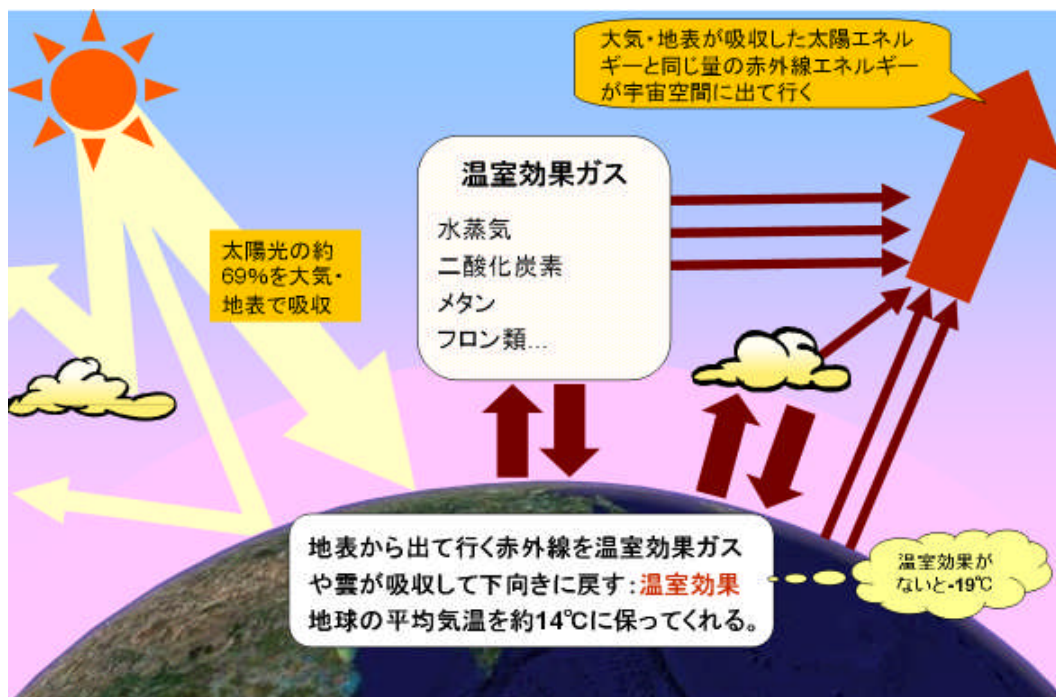 大気・地表が吸収した太陽エネル
ギーと同じ量の赤外線エネルギー
が宇宙空間に出て行く
温室効果ガス
水蒸気
二酸化炭素
メタン
フロン類…
太陽光の約
69%を大気・
地表で吸収
地表から出て行く赤外線を温室効果ガス
や雲が吸収して下向きに戻す：温室効果
地球の平均気温を約14℃に保ってくれる。
温室効果が
ないと-19℃